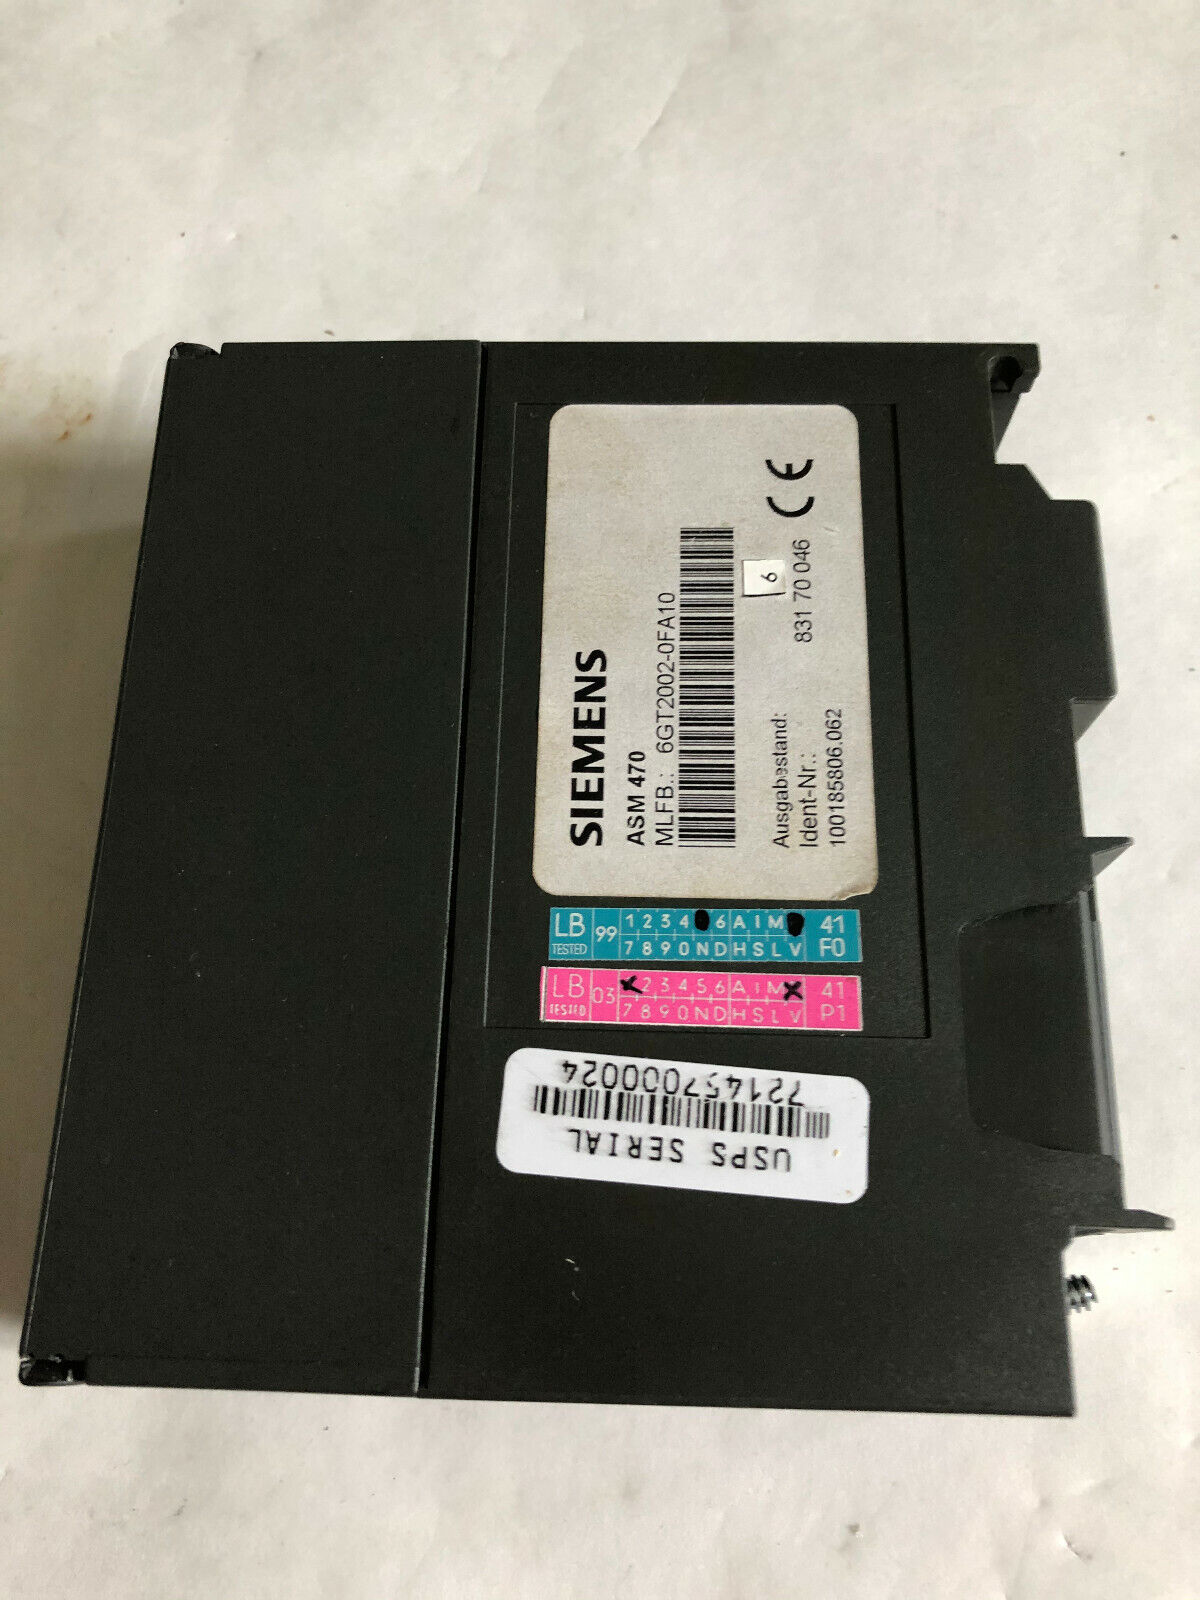 SIEMENS
ASM 470
MLFB.: 6GT2002-0FA10
6
Ausgabestand:
Ident-Nr.: 831 70 046
100185806.062
CE
LB TESTED 99 1 2 3 4 6 A I M 41
7 8 9 0 N D H S L V F0
LB TESTED 03 2 3 4 5 6 A I M 41
7 8 9 0 N D H S L V P1
USPS SERIAL
721457000024